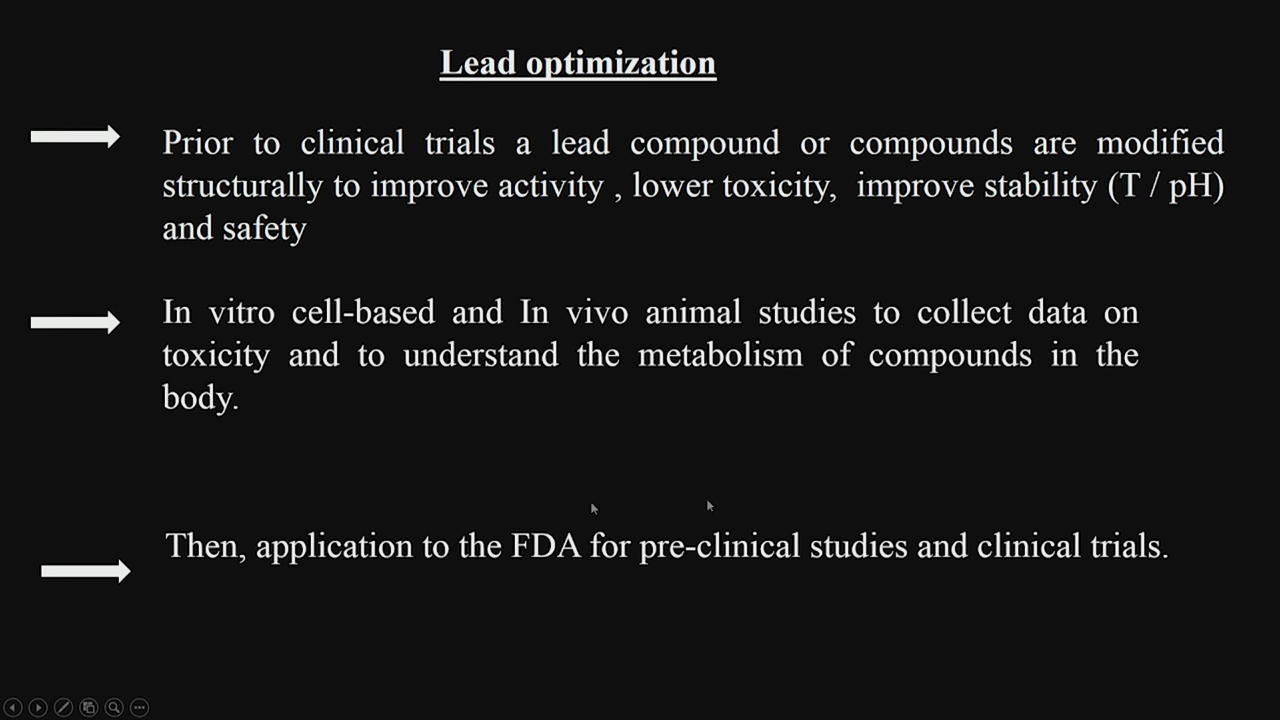 Lead optimization
Prior to clinical trials a lead compound or compounds are modified
structurally to improve activity , lower toxicity, improve stability (T / pH)
and safety
In vitro cell-based and In vivo animal studies to collect data on
toxicity and to understand the metabolism of compounds in the
body.
Then, application to the FDA for pre-clinical studies and clinical trials.